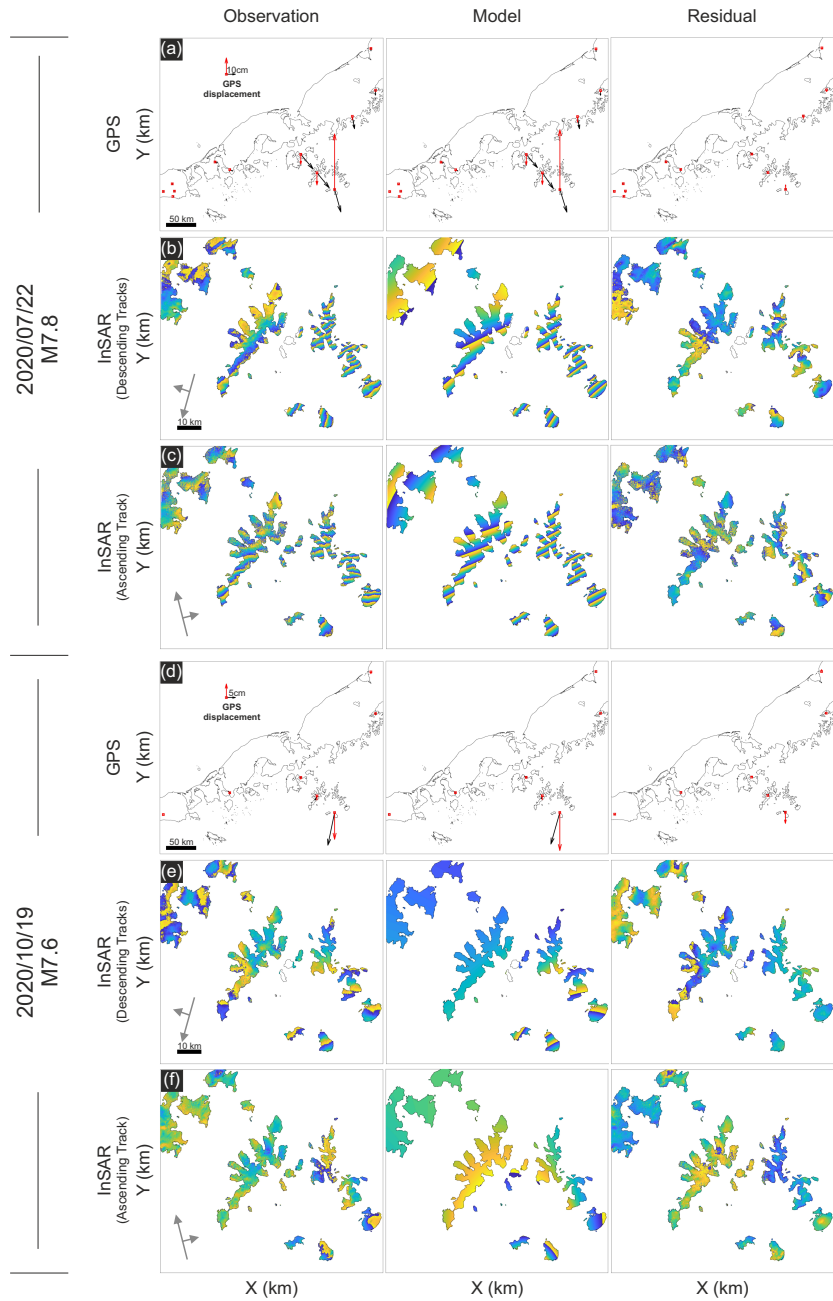 Observation Model Residual
(a)
10cm
GPS
displacement
GPS
Y (km)
50 km
2020/07/22
M7.8
(b)
InSAR
(Descending Tracks)
Y (km)
10 km
(c)
InSAR
(Ascending Track)
Y (km)
(d)
5cm
GPS
displacement
GPS
Y (km)
50 km
2020/10/19
M7.6
(e)
InSAR
(Descending Tracks)
Y (km)
10 km
(f)
InSAR
(Ascending Track)
Y (km)
X (km) X (km) X (km)